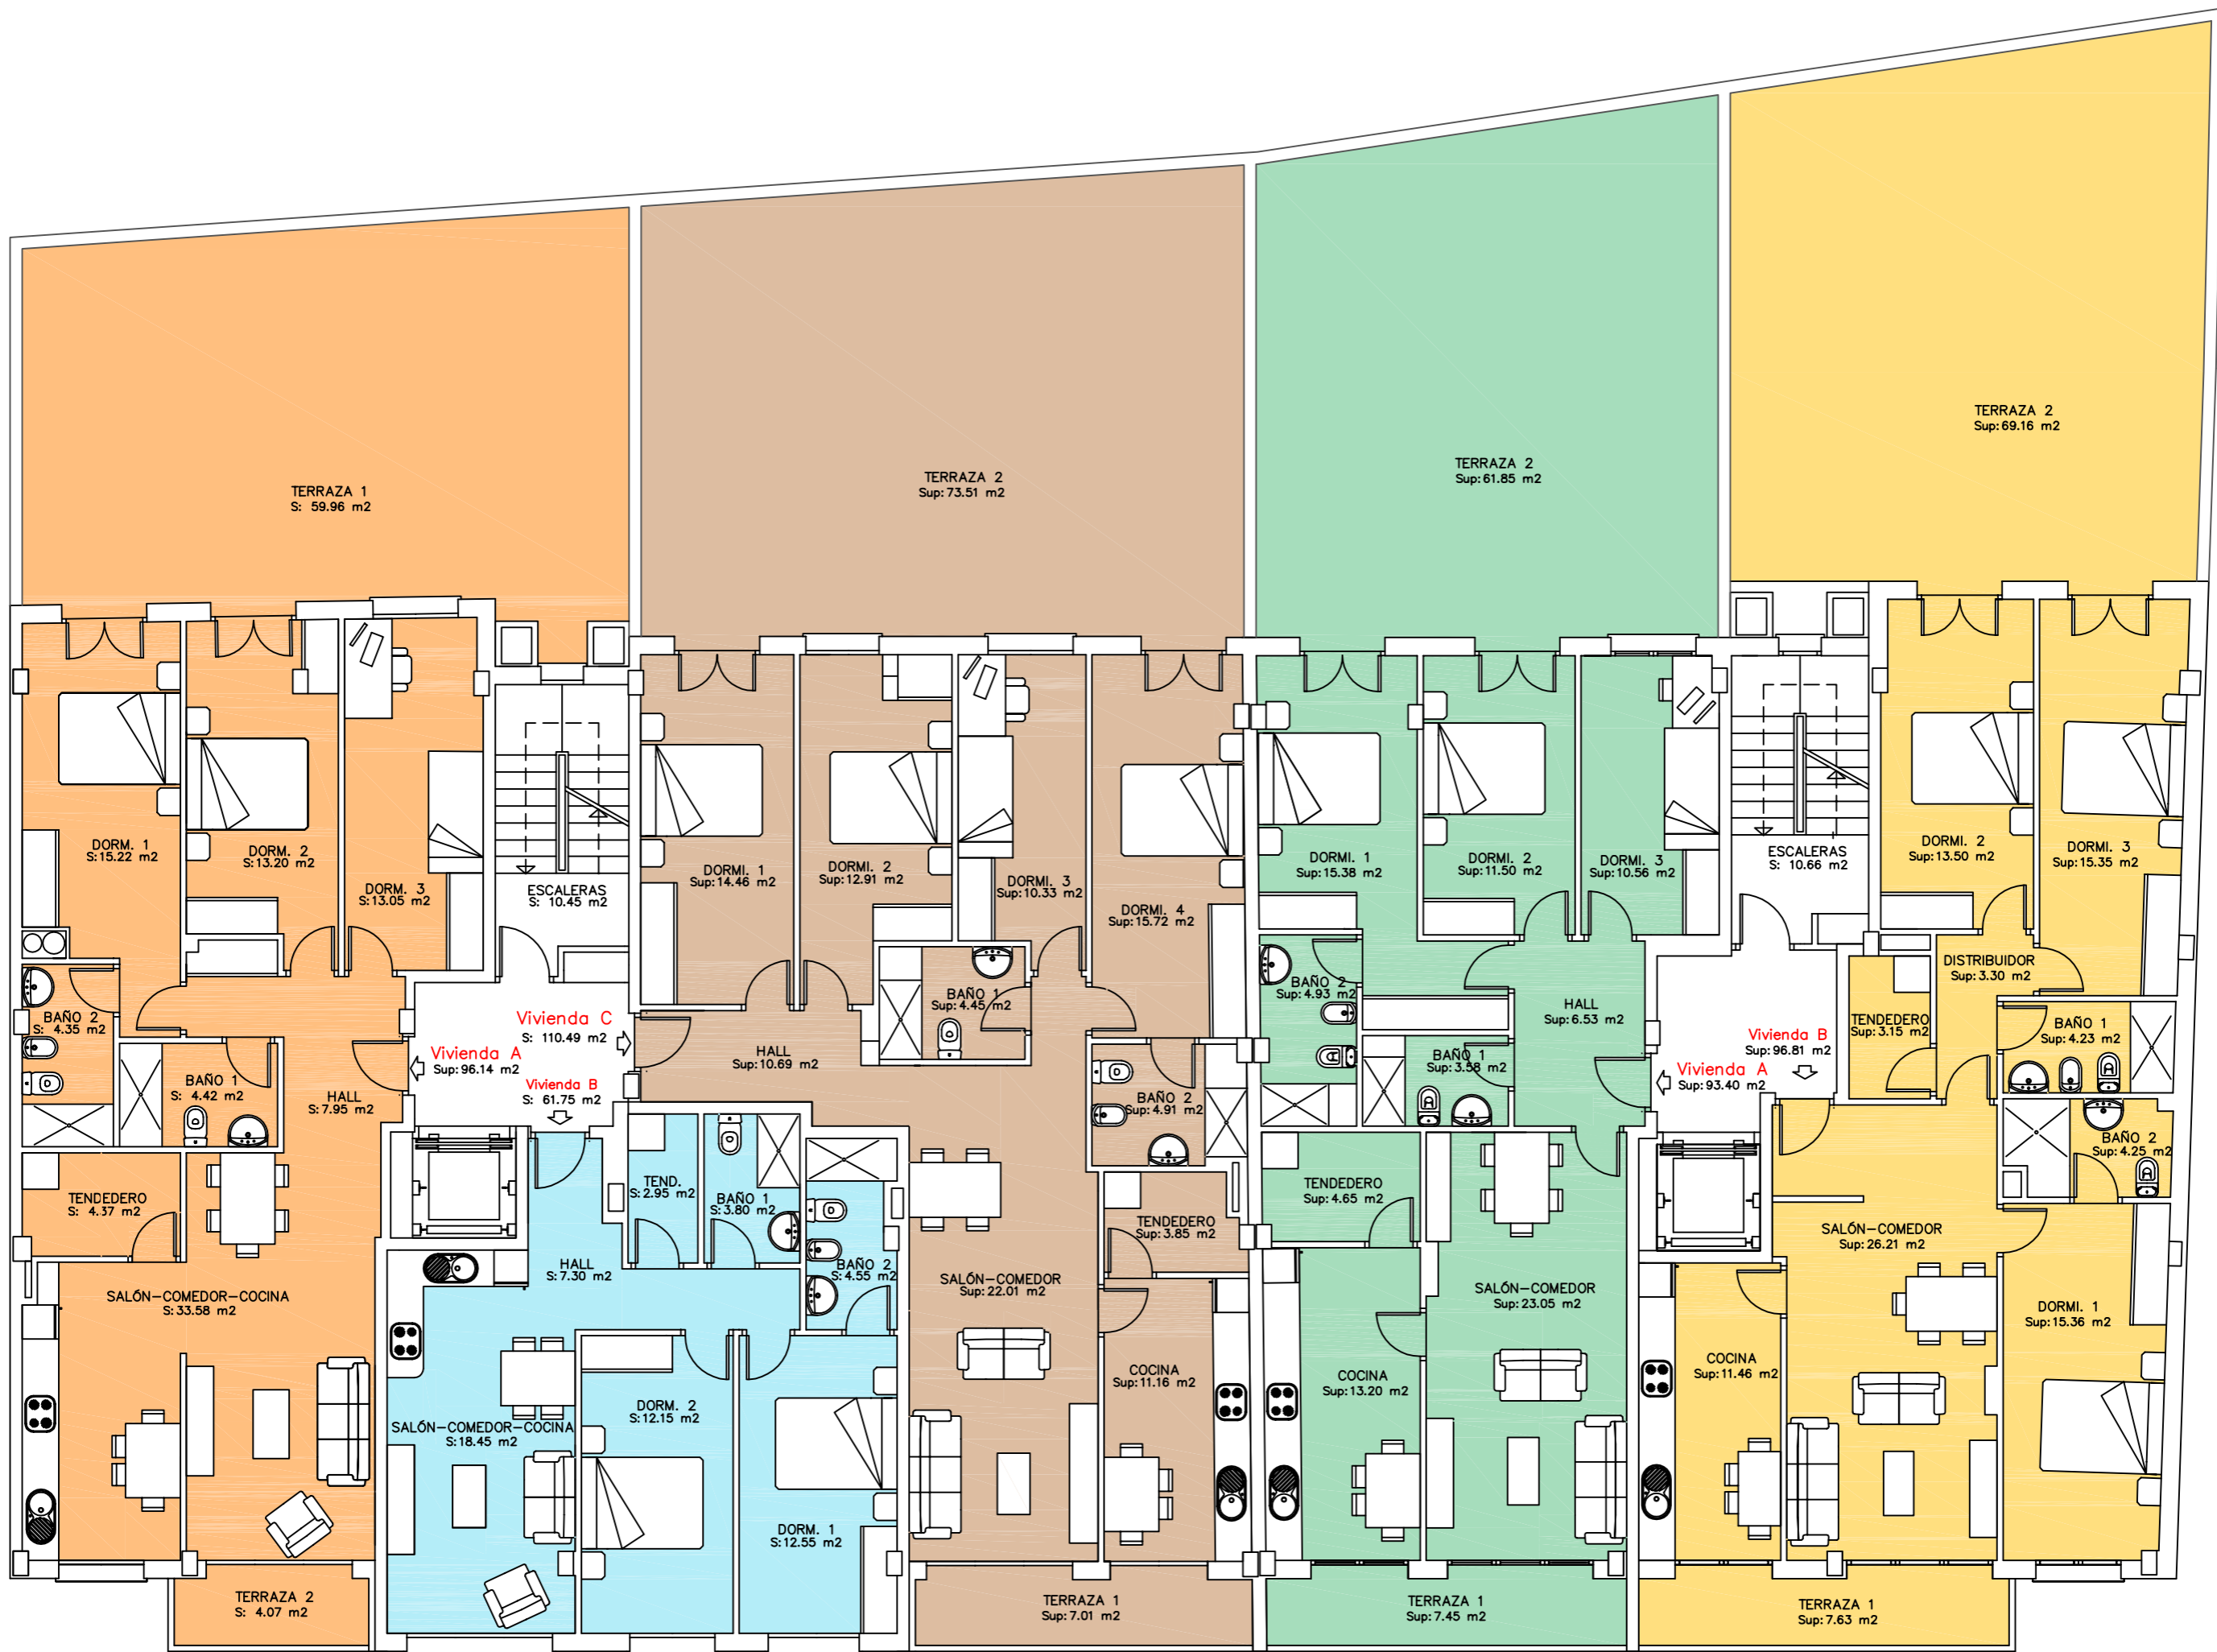 TERRAZA 2
Sup: 69.16 m2
TERRAZA 2
Sup: 61.85 m2
TERRAZA 2
Sup: 73.51 m2
TERRAZA 1
S: 59.96 m2
DORM. 1
S: 15.22 m2
DORM. 2
S: 13.20 m2
DORM. 3
S: 13.05 m2
ESCALERAS
S: 10.45 m2
DORMI. 1
Sup: 14.46 m2
DORMI. 2
Sup: 12.91 m2
DORMI. 3
Sup: 10.33 m2
DORMI. 4
Sup: 15.72 m2
DORMI. 1
Sup: 15.38 m2
DORMI. 2
Sup: 11.50 m2
DORMI. 3
Sup: 10.56 m2
ESCALERAS
S: 10.66 m2
DORMI. 2
Sup: 13.50 m2
DORMI. 3
Sup: 15.35 m2
BAÑO 2
S: 4.35 m2
BAÑO 1
S: 4.42 m2
HALL
S: 7.95 m2
Vivienda C
S: 110.49 m2
Vivienda A
Sup: 96.14 m2
Vivienda B
S: 61.75 m2
HALL
Sup: 10.69 m2
BAÑO 1
Sup: 4.45 m2
BAÑO 2
Sup: 4.91 m2
BAÑO 2
Sup: 4.93 m2
BAÑO 1
Sup: 3.58 m2
HALL
Sup: 6.53 m2
Vivienda B
Sup: 96.81 m2
Vivienda A
Sup: 93.40 m2
TENDEDERO
Sup: 3.15 m2
DISTRIBUIDOR
Sup: 3.30 m2
BAÑO 1
Sup: 4.23 m2
BAÑO 2
Sup: 4.25 m2
TENDEDERO
S: 4.37 m2
TEND.
S: 2.95 m2
BAÑO 1
S: 3.80 m2
BAÑO 2
S: 4.55 m2
HALL
S: 7.30 m2
TENDEDERO
Sup: 3.85 m2
TENDEDERO
Sup: 4.65 m2
SALÓN-COMEDOR-COCINA
S: 33.58 m2
SALÓN-COMEDOR
Sup: 22.01 m2
SALÓN-COMEDOR
Sup: 23.05 m2
SALÓN-COMEDOR
Sup: 26.21 m2
DORMI. 1
Sup: 15.36 m2
SALÓN-COMEDOR-COCINA
S: 18.45 m2
DORM. 2
S: 12.15 m2
DORM. 1
S: 12.55 m2
COCINA
Sup: 11.16 m2
COCINA
Sup: 13.20 m2
COCINA
Sup: 11.46 m2
TERRAZA 2
S: 4.07 m2
TERRAZA 1
Sup: 7.01 m2
TERRAZA 1
Sup: 7.45 m2
TERRAZA 1
Sup: 7.63 m2